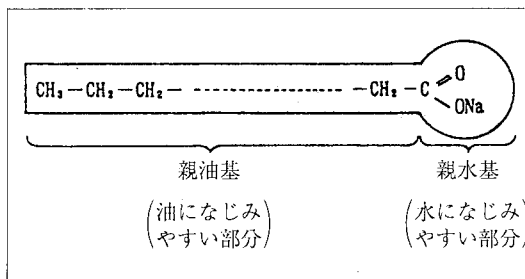 CH₃-CH₂-CH₂- ---------------- -CH₂-C
O
ONa
親油基
親水基
(油になじみ
やすい部分)
(水になじみ
やすい部分)